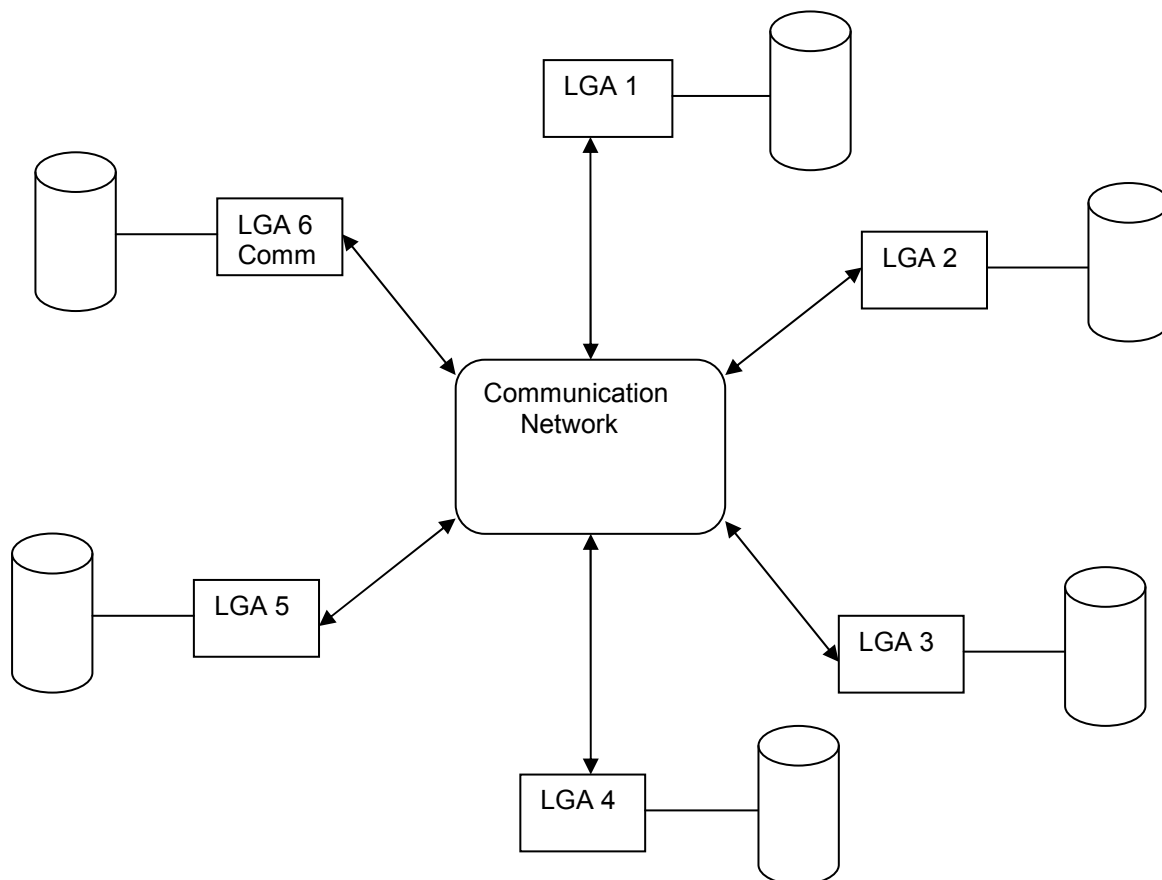 LGA 1
LGA 6
Comm
LGA 2
Communication
Network
LGA 5
LGA 3
LGA 4